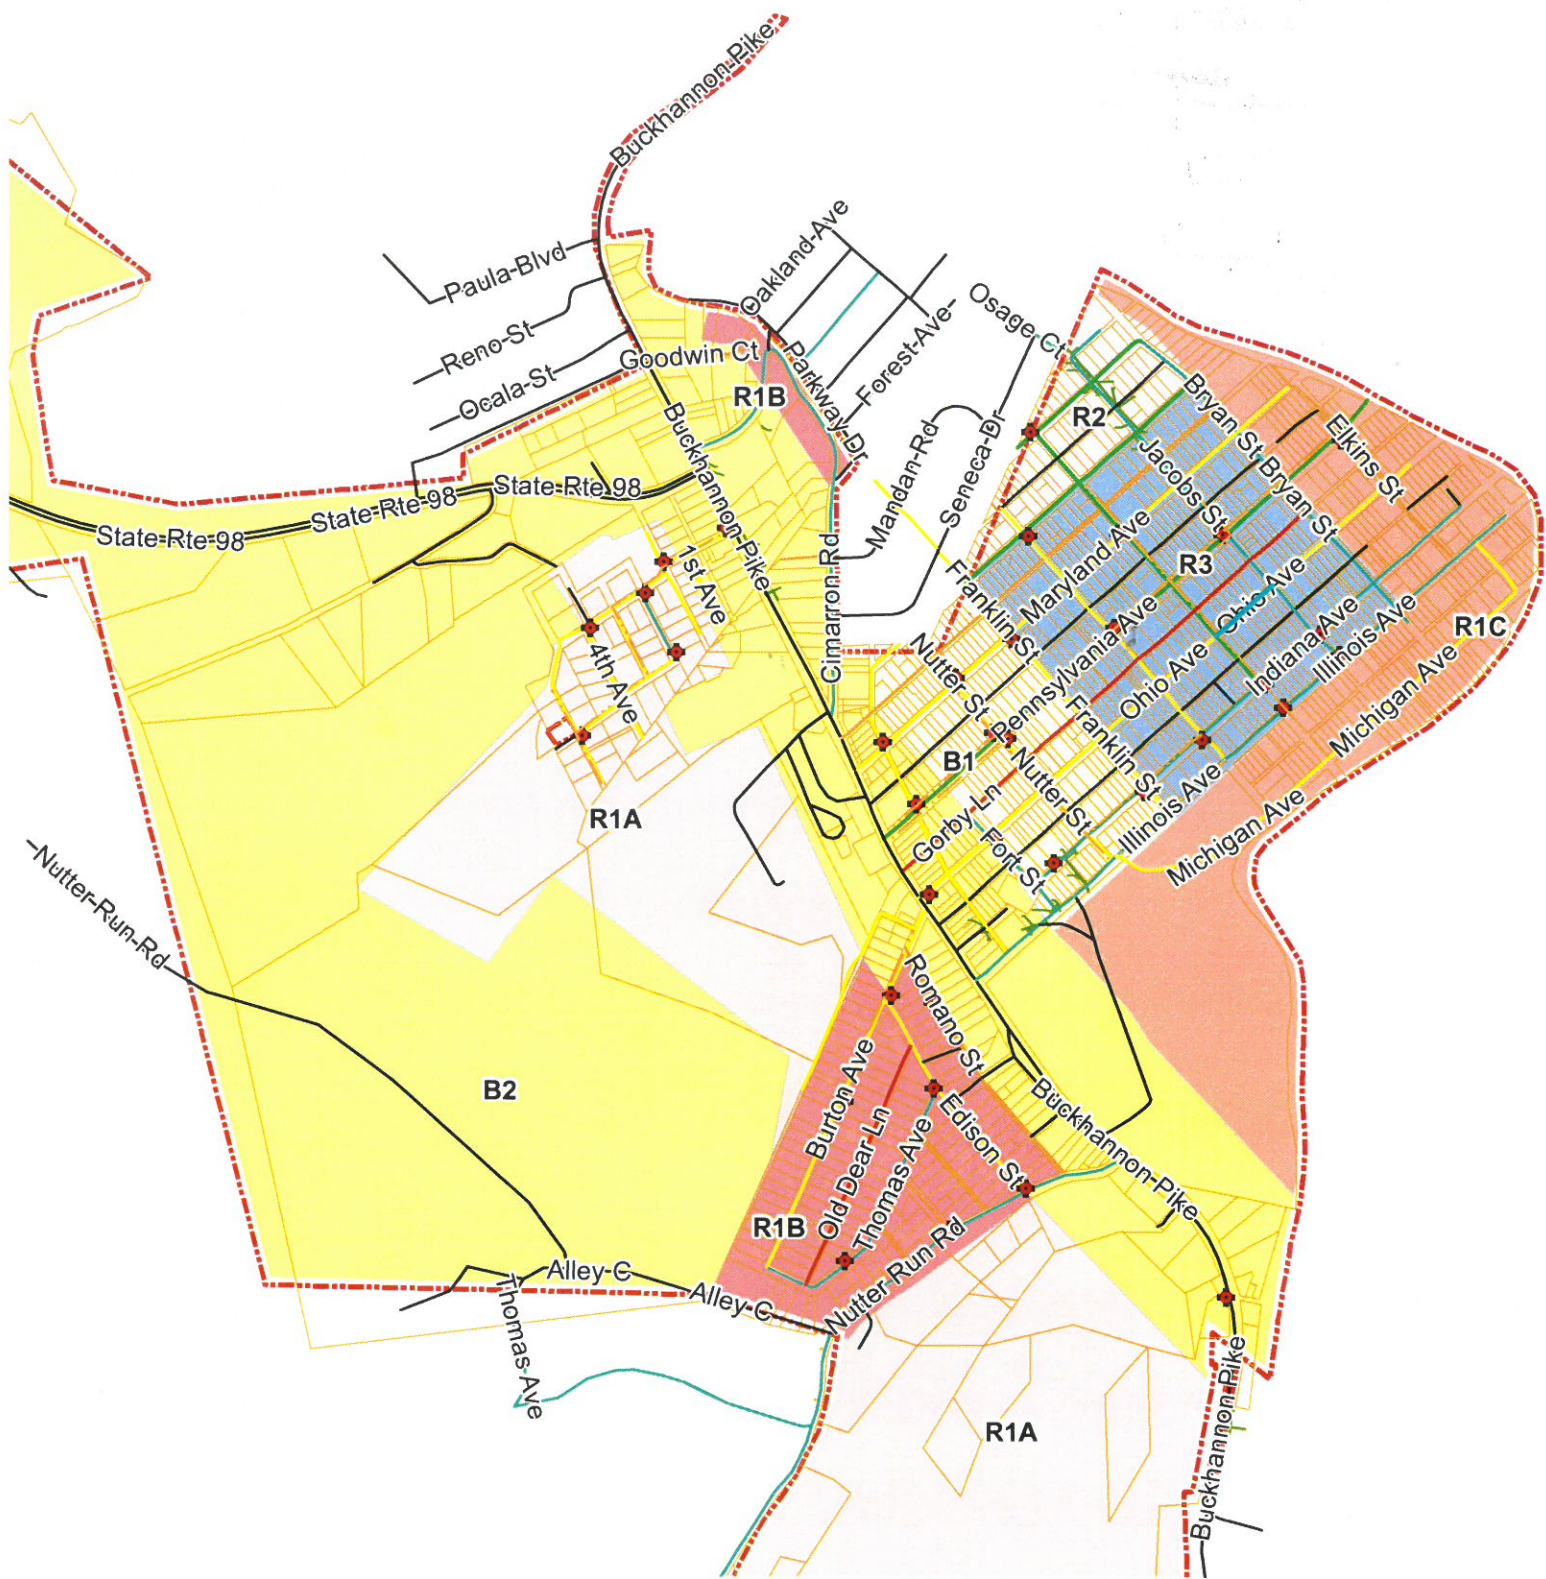 Buckhannon-Pike
Oakland-Ave
Paula-Blvd
Osage Ct
Reno-St
Forest-Ave
Goodwin Ct
Parkway-Dr
Ocala-St
R1B
R2
Bryan St
Elkins St
Buckhannon-Pike
Mandan-Rd
Seneca-Dr
Jacobs St
Bryan St
State Rte 98
State-Rte-98
State-Rte-98
Maryland Ave
R3
1st Ave
Cimarron Rd
Franklin St
Ohio Ave
Pennsylvania Ave
Indiana Ave
Illinois Ave
R1C
4th Ave
Nutter St
Ohio Ave
Franklin St
Michigan Ave
B1
Nutter St
R1A
Gorby Ln
Fort St
Illinois Ave
Michigan Ave
Nutter-Run-Rd
Romano St
B2
Burton Ave
Old Dear Ln
Thomas Ave
Edison St
Buckhannon-Pike
R1B
Nutter Run Rd
Alley-C
Alley-C
Thomas-Ave
R1A
Buckhannon-Pike